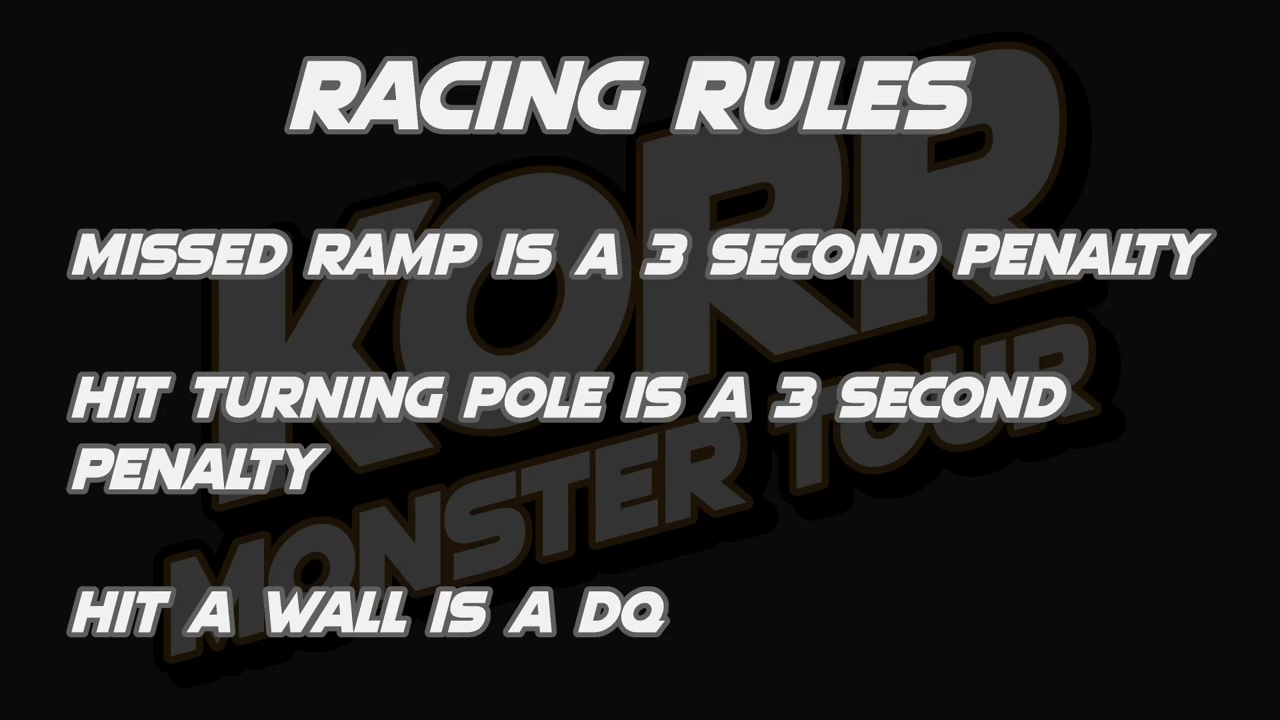 RACING RULES
MISSED RAMP IS A 3 SECOND PENALTY
HIT TURNING POLE IS A 3 SECOND
PENALTY
HIT A WALL IS A DQ
KORR
MONSTER TOUR